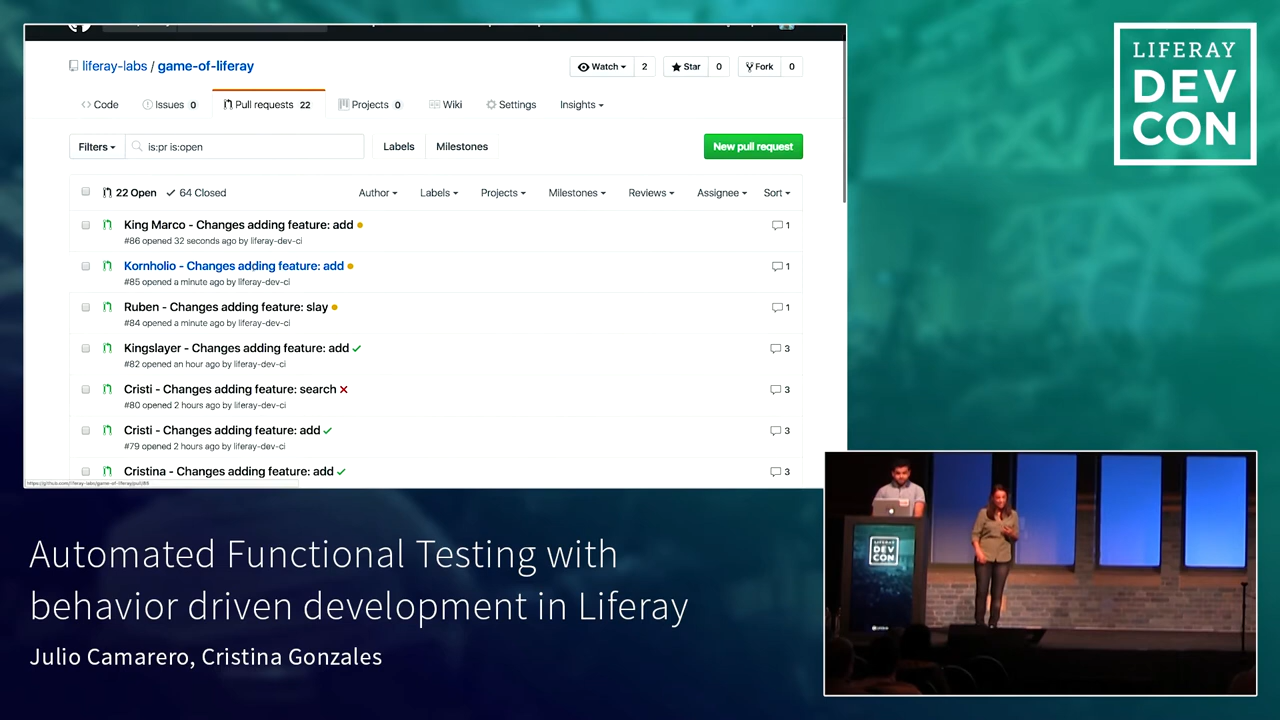 liferay-labs / game-of-liferay
Watch 2 Star 0 Fork 0
Code Issues 0 Pull requests 22 Projects 0 Wiki Settings Insights
Filters is:pr is:open Labels Milestones New pull request
22 Open 64 Closed Author Labels Projects Milestones Reviews Assignee Sort
King Marco - Changes adding feature: add 1
#86 opened 32 seconds ago by liferay-dev-ci
Kornholio - Changes adding feature: add 1
#85 opened a minute ago by liferay-dev-ci
Ruben - Changes adding feature: slay 1
#84 opened a minute ago by liferay-dev-ci
Kingslayer - Changes adding feature: add 3
#82 opened an hour ago by liferay-dev-ci
Cristi - Changes adding feature: search 3
#80 opened 2 hours ago by liferay-dev-ci
Cristi - Changes adding feature: add 3
#79 opened 2 hours ago by liferay-dev-ci
Cristina - Changes adding feature: add 3
LIFERAY
DEV
CON
LIFERAY
DEV
CON
Automated Functional Testing with
behavior driven development in Liferay
Julio Camarero, Cristina Gonzales